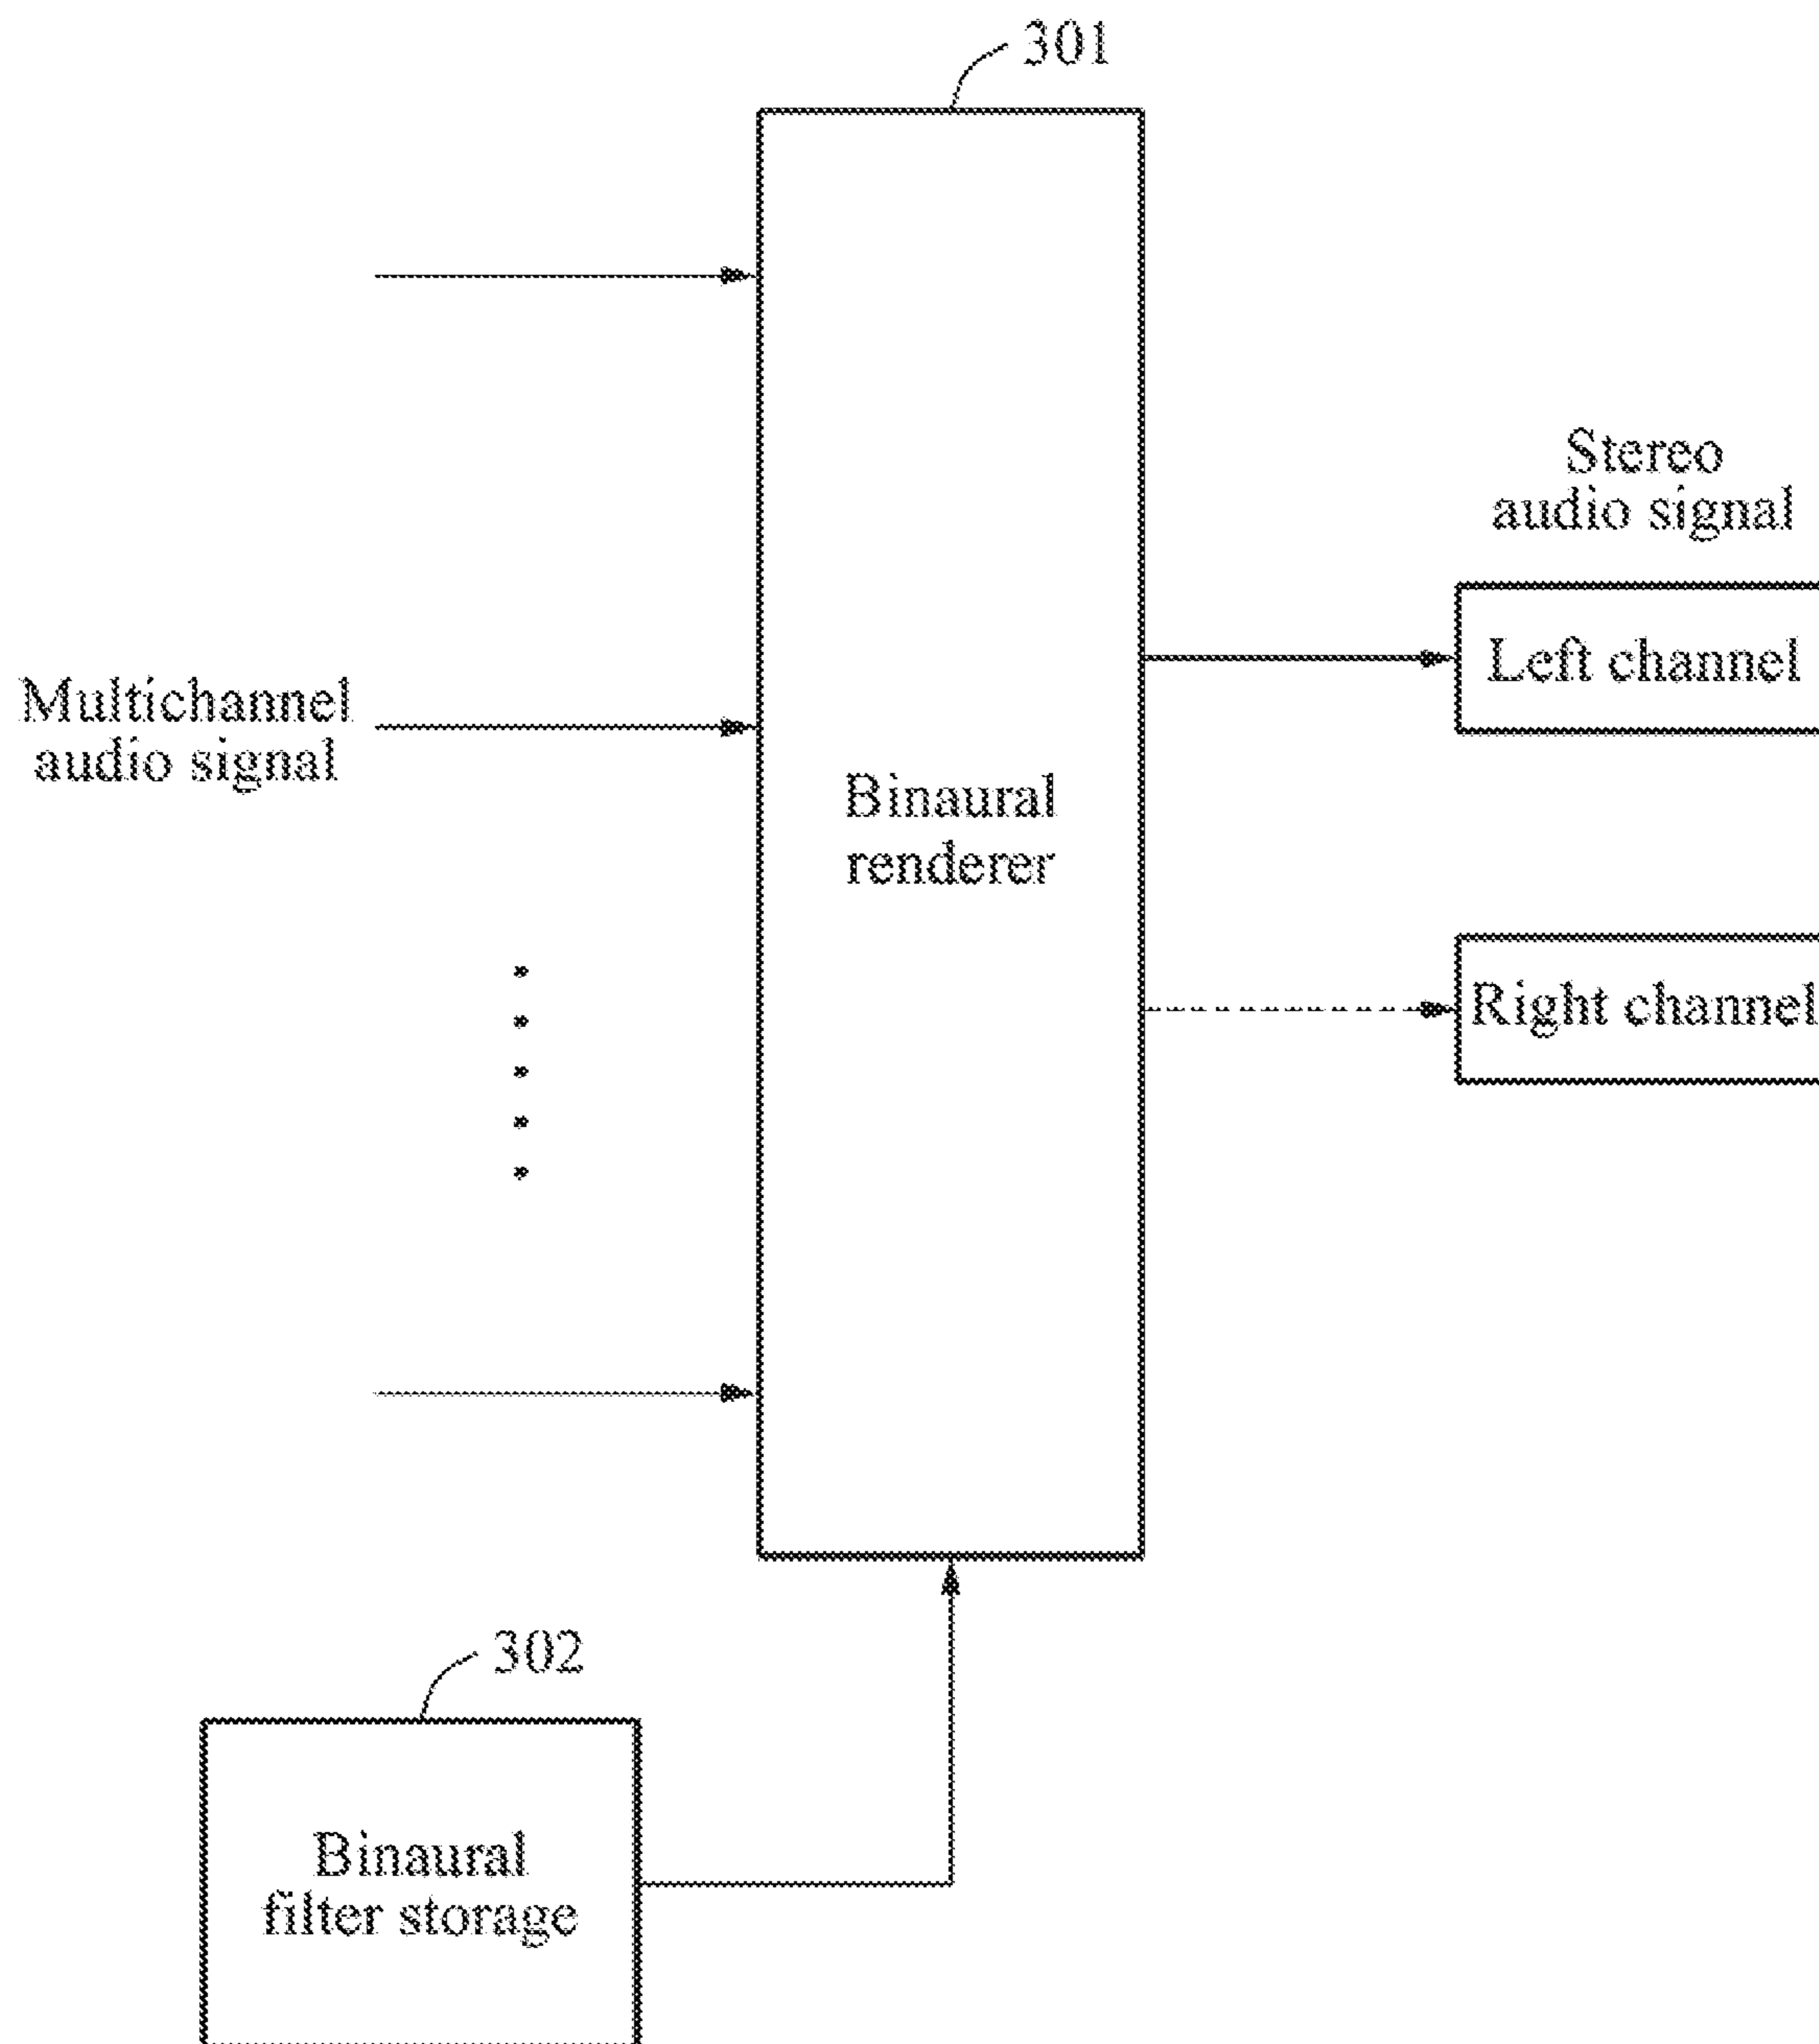 301
Stereo
audio signal
Left channel
Multichannel
audio signal
Binaural
renderer
Right channel
302
Binaural
filter storage